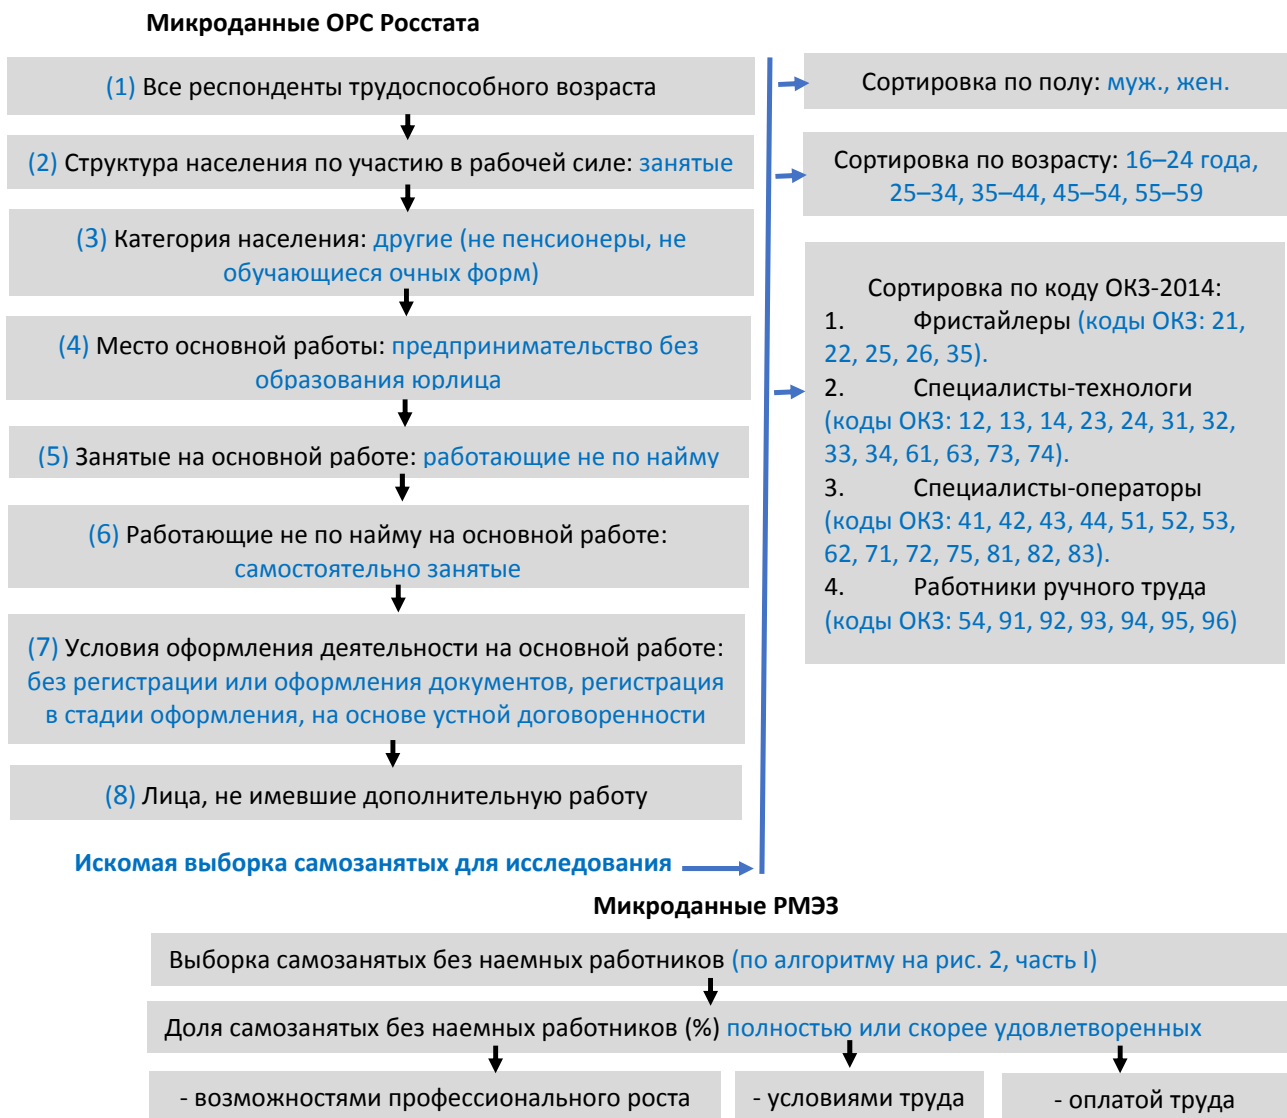 Микроданные ОРС Росстата
(1) Все респонденты трудоспособного возраста
(2) Структура населения по участию в рабочей силе: занятые
(3) Категория населения: другие (не пенсионеры, не
обучающиеся очных форм)
(4) Место основной работы: предпринимательство без
образования юрлица
(5) Занятые на основной работе: работающие не по найму
(6) Работающие не по найму на основной работе:
самостоятельно занятые
(7) Условия оформления деятельности на основной работе:
без регистрации или оформления документов, регистрация
в стадии оформления, на основе устной договоренности
(8) Лица, не имевшие дополнительную работу
Искомая выборка самозанятых для исследования
Сортировка по полу: муж., жен.
Сортировка по возрасту: 16–24 года,
25–34, 35–44, 45–54, 55–59
Сортировка по коду ОКЗ-2014:
1. Фристайлеры (коды ОКЗ: 21,
22, 25, 26, 35).
2. Специалисты-технологи
(коды ОКЗ: 12, 13, 14, 23, 24, 31, 32,
33, 34, 61, 63, 73, 74).
3. Специалисты-операторы
(коды ОКЗ: 41, 42, 43, 44, 51, 52, 53,
62, 71, 72, 75, 81, 82, 83).
4. Работники ручного труда
(коды ОКЗ: 54, 91, 92, 93, 94, 95, 96)
Микроданные РМЭЗ
Выборка самозанятых без наемных работников (по алгоритму на рис. 2, часть I)
Доля самозанятых без наемных работников (%) полностью или скорее удовлетворенных
- возможностями профессионального роста
- условиями труда
- оплатой труда